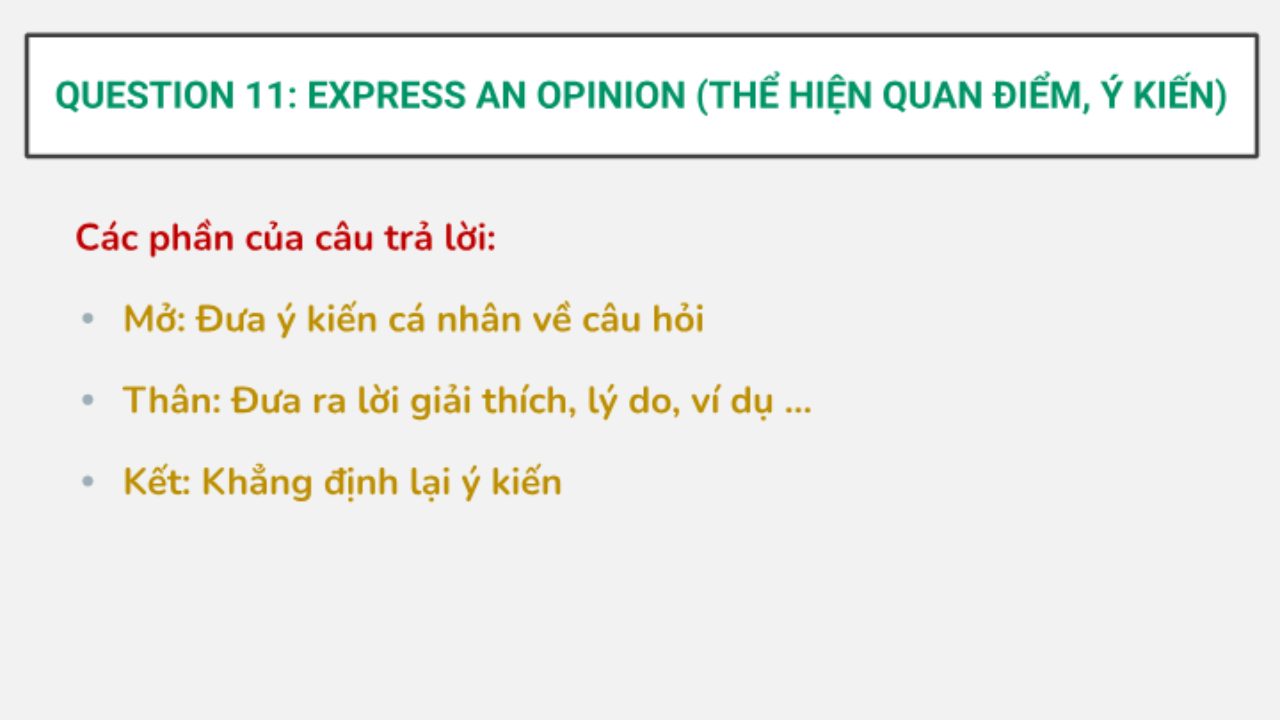 QUESTION 11: EXPRESS AN OPINION (THỂ HIỆN QUAN ĐIỂM, Ý KIẾN)
Các phần của câu trả lời:
• Mở: Đưa ý kiến cá nhân về câu hỏi
• Thân: Đưa ra lời giải thích, lý do, ví dụ ...
• Kết: Khẳng định lại ý kiến